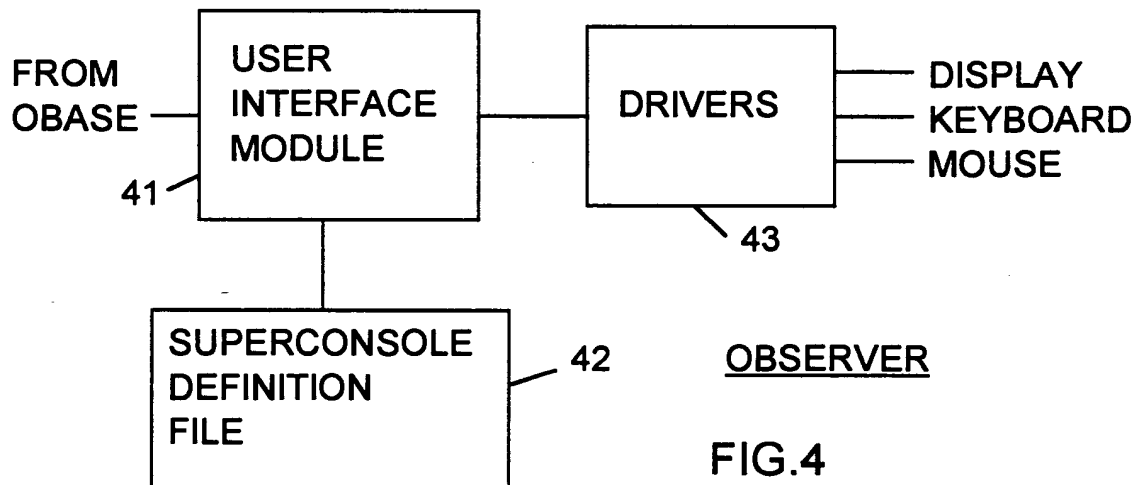 FROM
OBASE
USER
INTERFACE
MODULE
41
DRIVERS
43
DISPLAY
KEYBOARD
MOUSE
SUPERCONSOLE
DEFINITION
FILE
42
OBSERVER
FIG.4